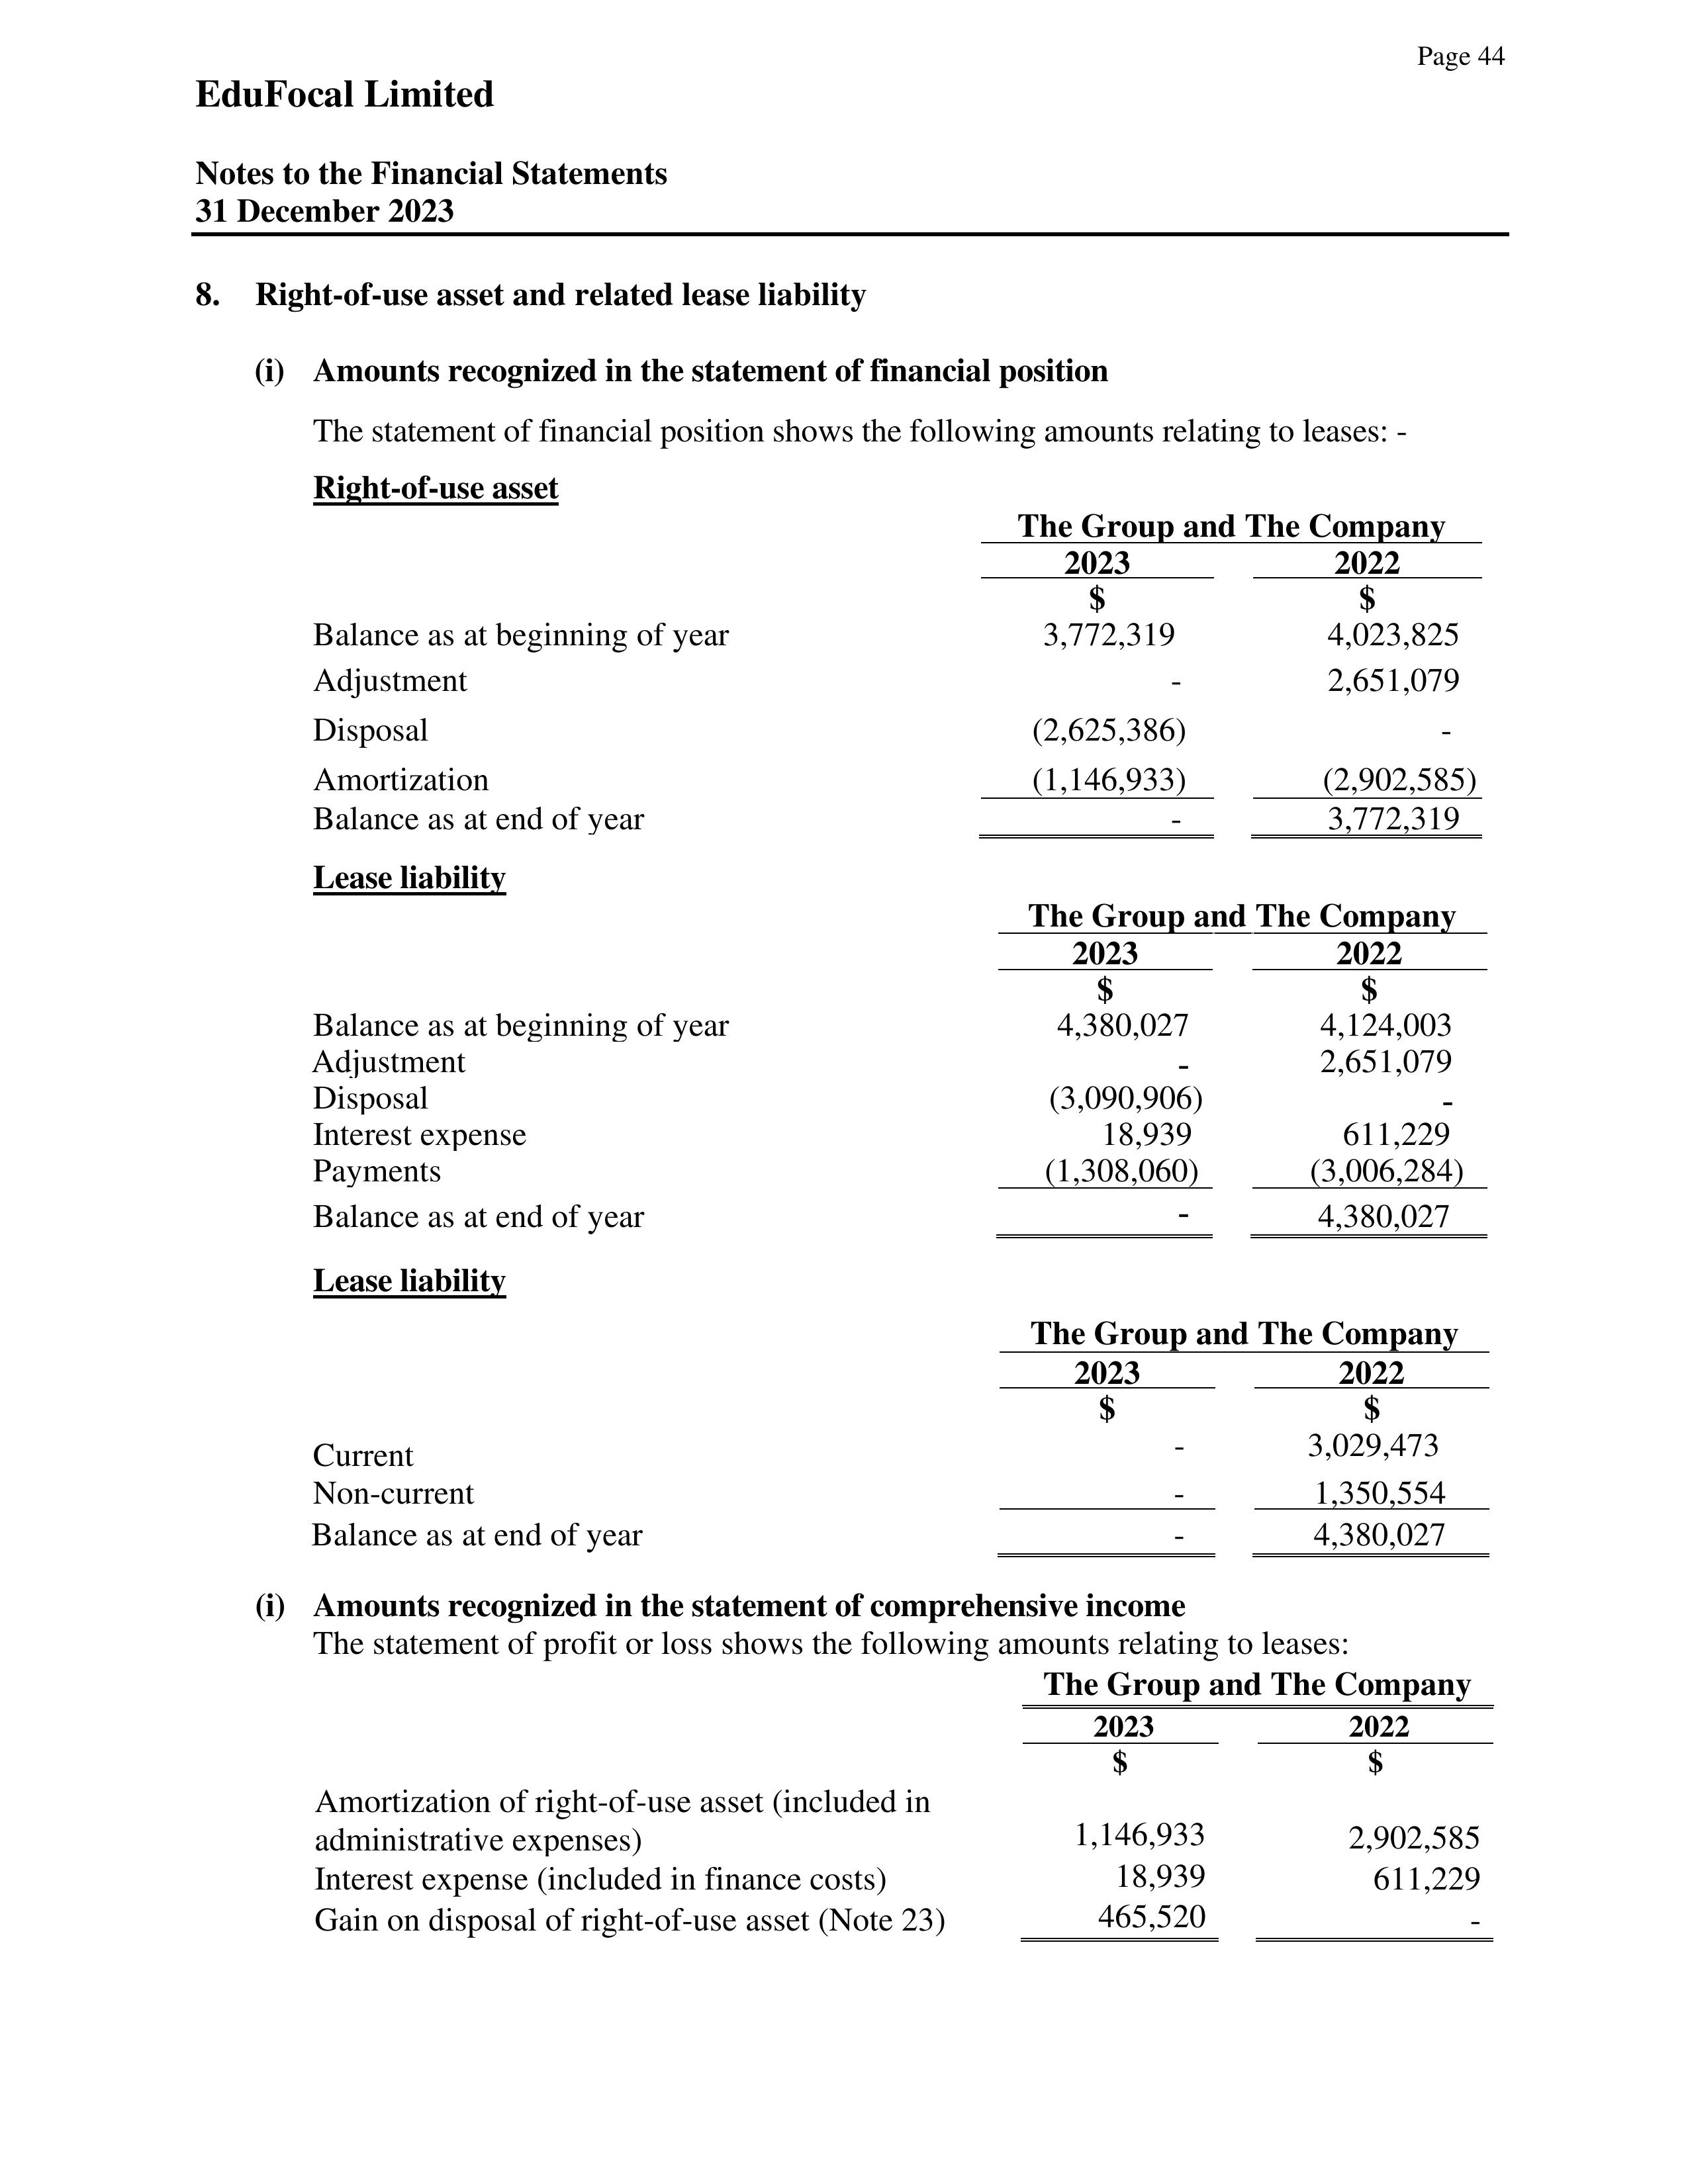 Page 44
EduFocal Limited
Notes to the Financial Statements
31 December 2023
8. Right-of-use asset and related lease liability
(i) Amounts recognized in the statement of financial position
The statement of financial position shows the following amounts relating to leases: -
Right-of-use asset
The Group and The Company
2023 2022
$ $
Balance as at beginning of year 3,772,319 4,023,825
Adjustment - 2,651,079
Disposal (2,625,386) -
Amortization (1,146,933) (2,902,585)
Balance as at end of year - 3,772,319
Lease liability
The Group and The Company
2023 2022
$ $
Balance as at beginning of year 4,380,027 4,124,003
Adjustment - 2,651,079
Disposal (3,090,906) -
Interest expense 18,939 611,229
Payments (1,308,060) (3,006,284)
Balance as at end of year - 4,380,027
Lease liability
The Group and The Company
2023 2022
$ $
Current - 3,029,473
Non-current - 1,350,554
Balance as at end of year - 4,380,027
(i) Amounts recognized in the statement of comprehensive income
The statement of profit or loss shows the following amounts relating to leases:
The Group and The Company
2023 2022
$ $
Amortization of right-of-use asset (included in
administrative expenses) 1,146,933 2,902,585
Interest expense (included in finance costs) 18,939 611,229
Gain on disposal of right-of-use asset (Note 23) 465,520 -